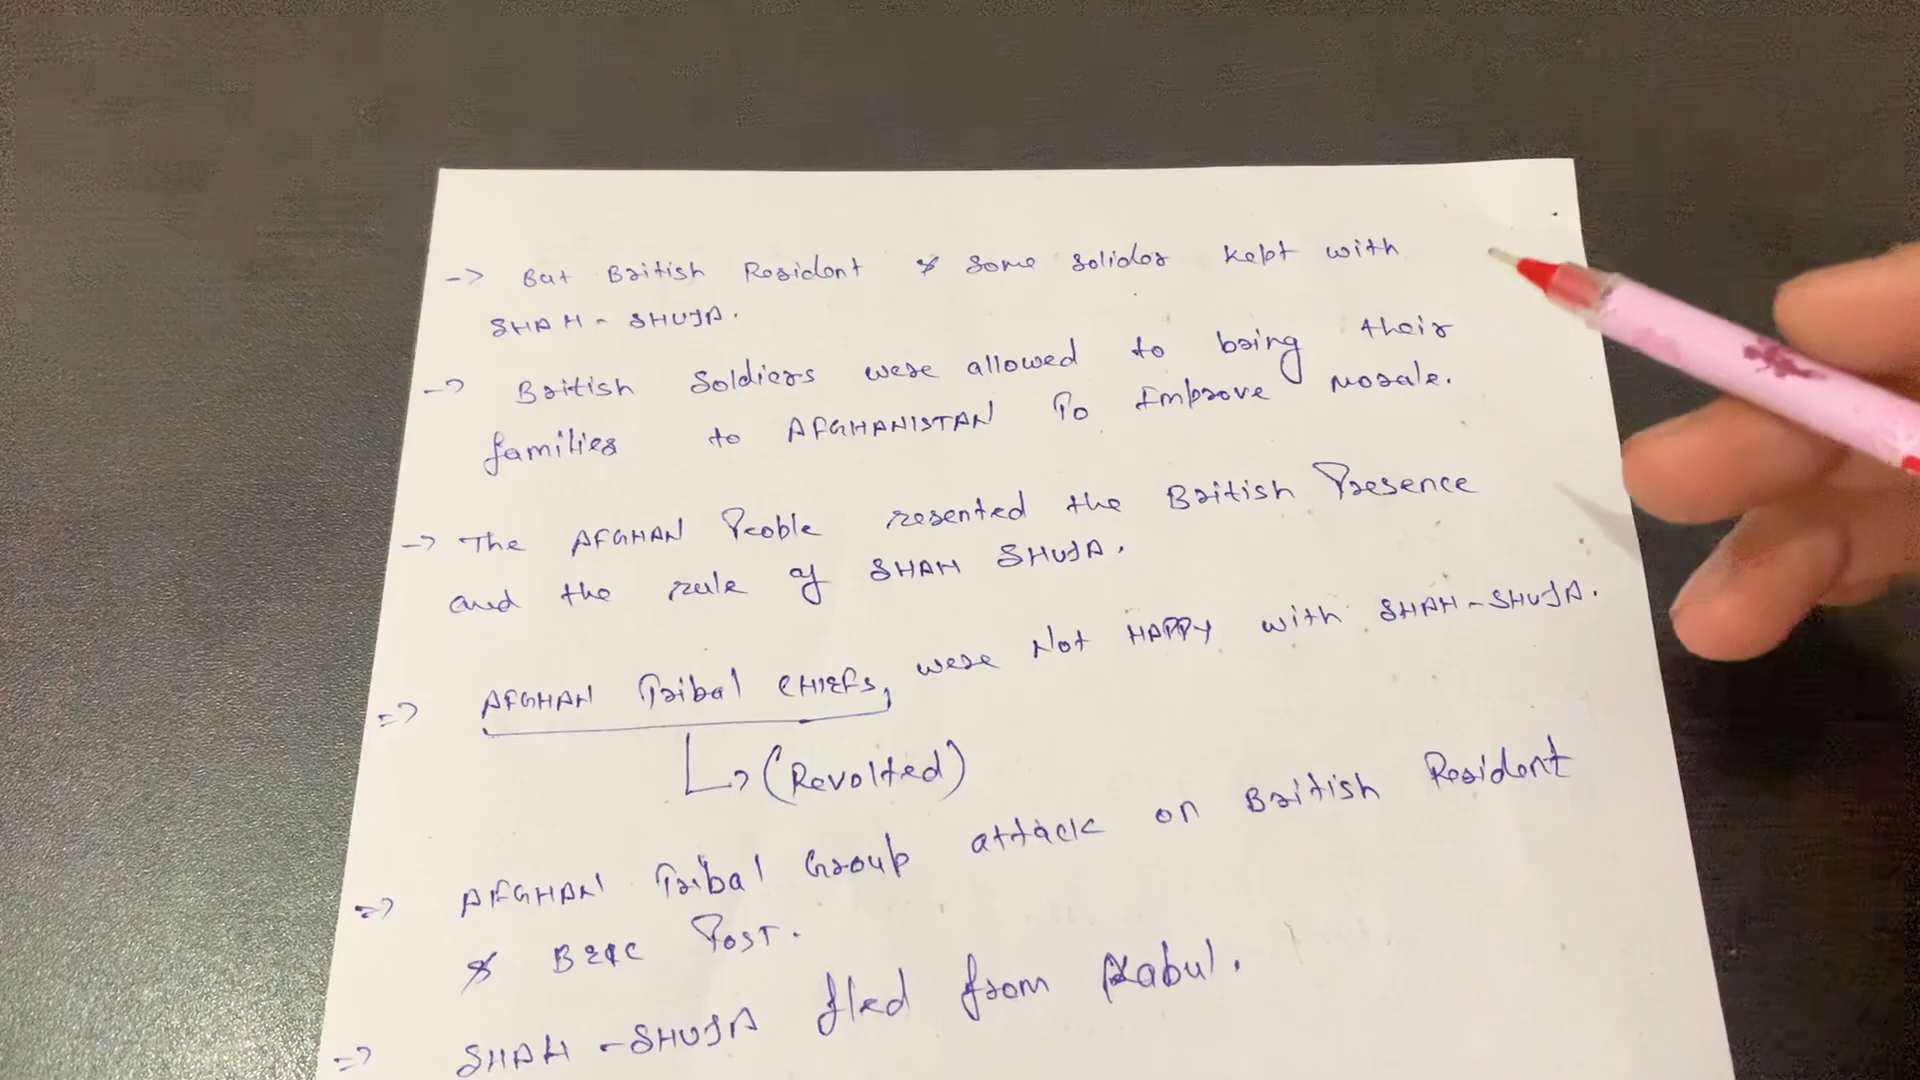 -> But British Resident & Some Solider kept with
SHAH - SHUJA.
-> British Soldiers were allowed to bring their
families to AFGHANISTAN To Improve morale.
-> The AFGHAN People resented the British Presence
and the rule of SHAH SHUJA.
=> AFGHAN Tribal CHIEFS, were Not HAPPY with SHAH - SHUJA.
(Revolted)
=> AFGHAN Tribal Group attack on British Resident
& Post.
=> SHAH - SHUJA fled from Kabul.